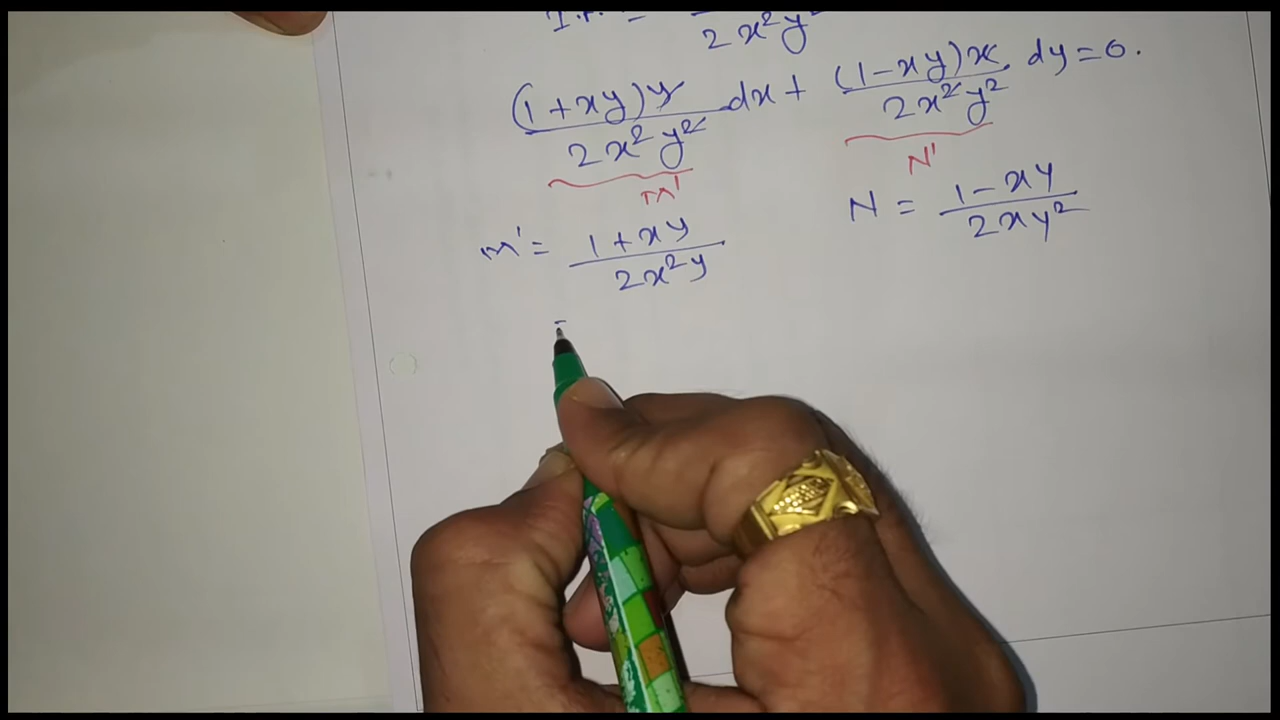 I.F. = 2x²y²
(1+xy)y / 2x²y² dx + (1-xy)x / 2x²y² dy = 0.
M' N'
m' = 1+xy / 2x²y N = 1-xy / 2xy²
=